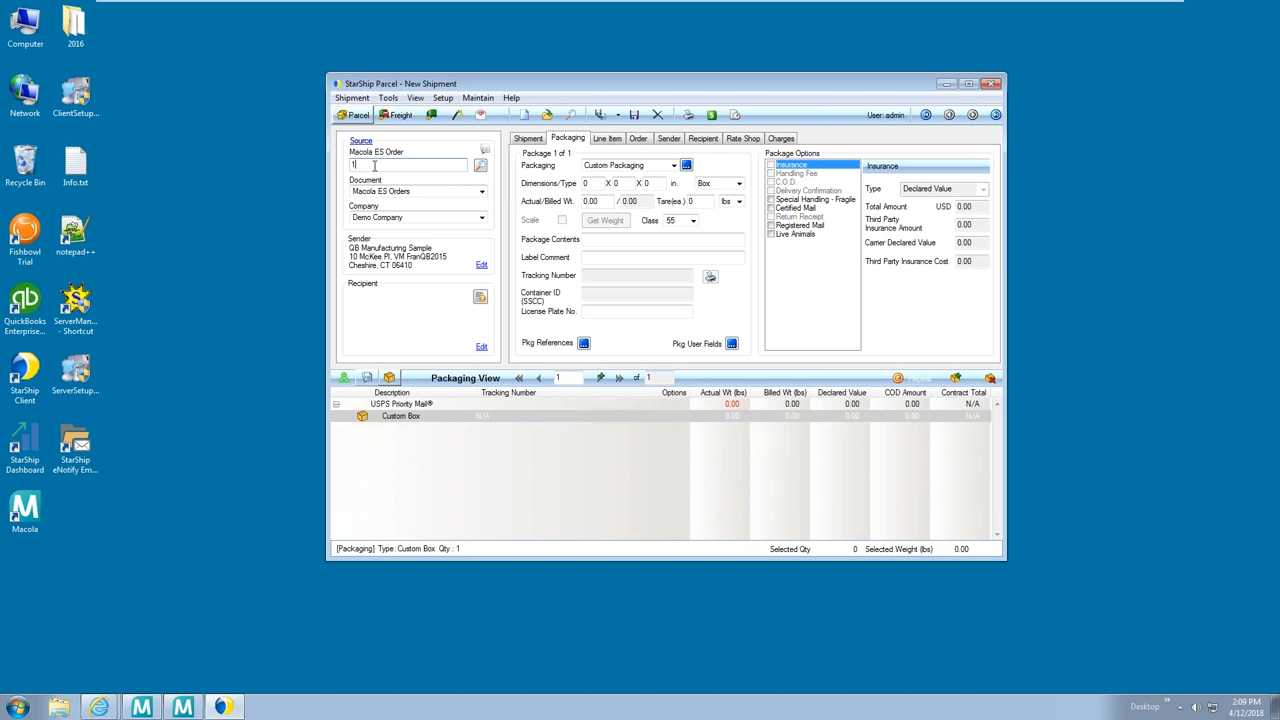 Computer
2016
Network
ClientSetup...
Recycle Bin
Info.txt
Fishbowl
Trial
notepad++
QuickBooks
Enterprise...
ServerMan...
- Shortcut
StarShip
Client
ServerSetup...
StarShip
Dashboard
StarShip
eNotify Em...
Macola
StarShip Parcel - New Shipment
Shipment Tools View Setup Maintain Help
Parcel Freight User: admin
Source
Macola ES Order
1
Document
Macola ES Orders
Company
Demo Company
Sender
QB Manufacturing Sample
10 McKee Pl, VM FranQB2015
Cheshire, CT 06410
Edit
Recipient
Edit
Shipment Packaging Line Item Order Sender Recipient Rate Shop Charges
Package 1 of 1
Packaging Custom Packaging
Dimensions/Type 0 X 0 X 0 in. Box
Actual/Billed Wt. 0.00 / 0.00 Tare(ea.) 0 lbs
Scale Get Weight Class 55
Package Contents
Label Comment
Tracking Number
Container ID
(SSCC)
License Plate No.
Pkg References Pkg User Fields
Package Options
Insurance
Handling Fee
C.O.D.
Delivery Confirmation
Special Handling - Fragile
Certified Mail
Return Receipt
Registered Mail
Live Animals
Insurance
Type Declared Value
Total Amount USD 0.00
Third Party
Insurance Amount 0.00
Carrier Declared Value 0.00
Third Party Insurance Cost 0.00
Packaging View 1 of 1
Description Tracking Number Options Actual Wt (lbs) Billed Wt (lbs) Declared Value COD Amount Contract Total
USPS Priority Mail® 0.00 0.00 0.00 0.00 N/A
Custom Box N/A 0.00 0.00 0.00 0.00 N/A
[Packaging] Type: Custom Box Qty : 1 Selected Qty 0 Selected Weight (lbs) 0.00
Desktop »
2:09 PM
4/12/2018